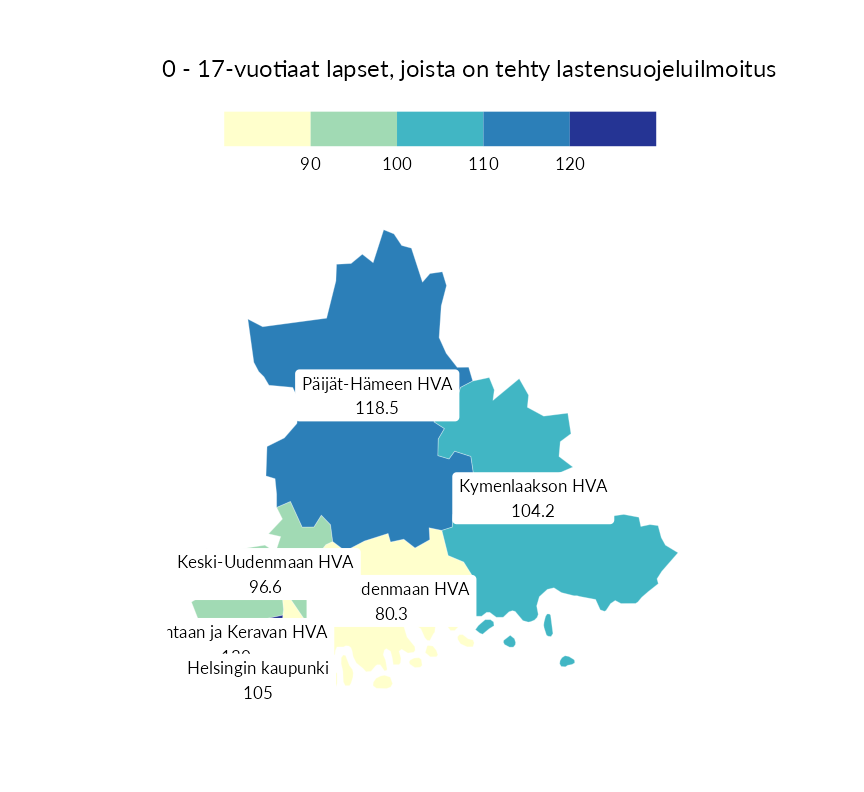 0 - 17-vuotiaat lapset, joista on tehty lastensuojeluilmoitus
90 100 110 120
Päijät-Hämeen HVA
118.5
Kymenlaakson HVA
104.2
Keski-Uudenmaan HVA
96.6
denmaan HVA
80.3
ntaan ja Keravan HVA
Helsingin kaupunki
105